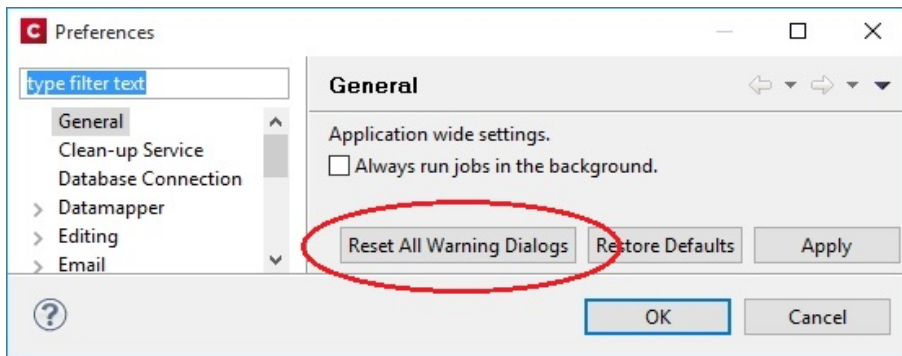 C Preferences
type filter text
General
Clean-up Service
Database Connection
Datamapper
Editing
Email
General
Application wide settings.
Always run jobs in the background.
Reset All Warning Dialogs Restore Defaults Apply
? OK Cancel